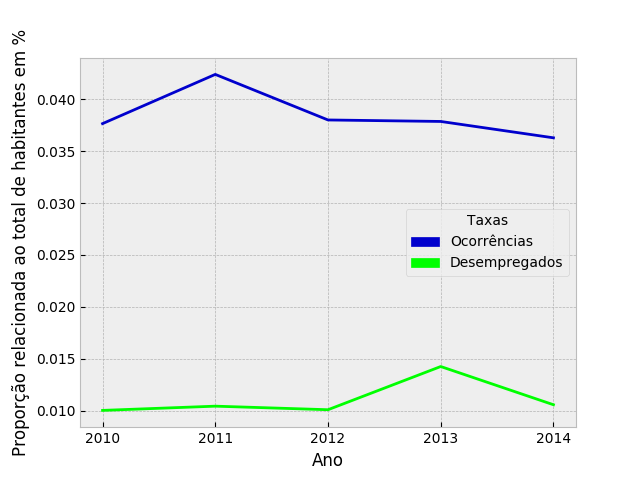 Proporção relacionada ao total de habitantes em %
0.040
0.035
0.030
0.025
0.020
0.015
0.010
Taxas
Ocorrências
Desempregados
2010 2011 2012 2013 2014
Ano